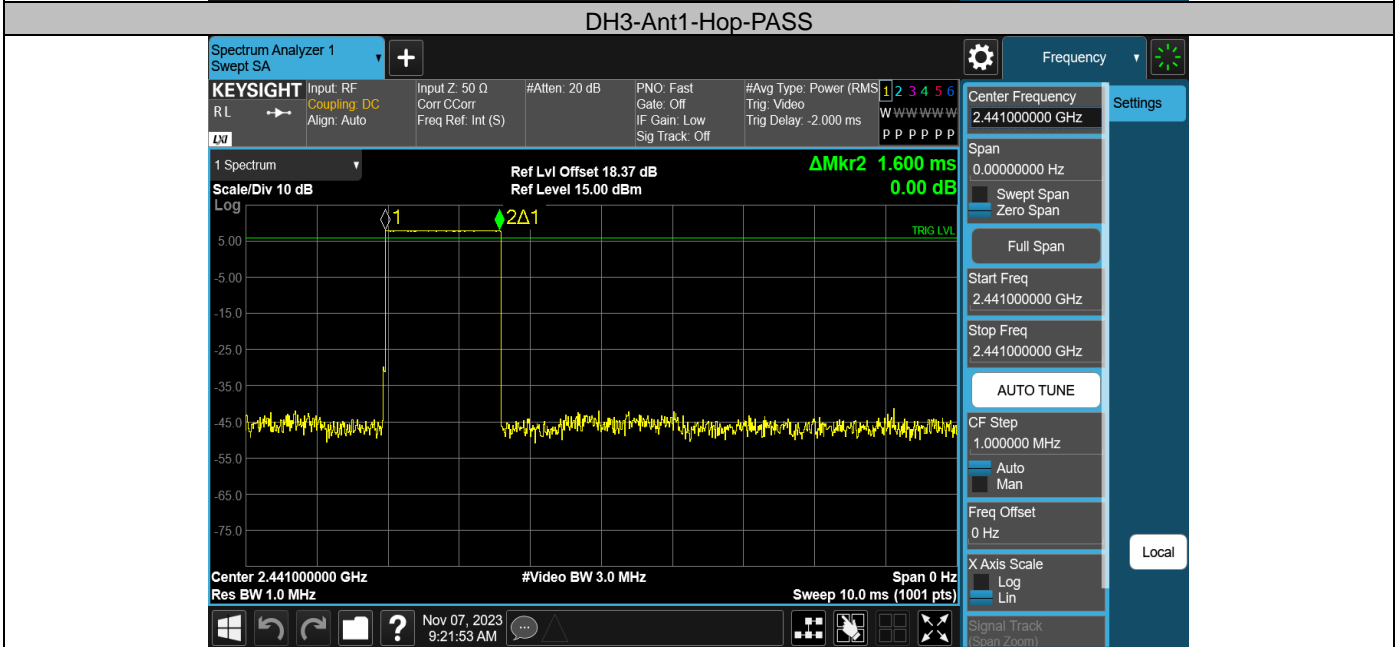 DH3-Ant1-Hop-PASS
Spectrum Analyzer 1
Swept SA
+
Frequency
KEYSIGHT
R L
LXI
Input: RF
Coupling: DC
Align: Auto
Input Z: 50 Ω
Corr CCorr
Freq Ref: Int (S)
#Atten: 20 dB
PNO: Fast
Gate: Off
IF Gain: Low
Sig Track: Off
#Avg Type: Power (RMS
Trig: Video
Trig Delay: -2.000 ms
1 2 3 4 5 6
W W W W W W
P P P P P P
1 Spectrum
Scale/Div 10 dB
Log
Ref Lvl Offset 18.37 dB
Ref Level 15.00 dBm
ΔMkr2 1.600 ms
0.00 dB
1
2Δ1
TRIG LVL
5.00
-5.00
-15.0
-25.0
-35.0
-45.0
-55.0
-65.0
-75.0
Center 2.441000000 GHz
#Video BW 3.0 MHz
Span 0 Hz
Res BW 1.0 MHz
Sweep 10.0 ms (1001 pts)
Center Frequency
2.441000000 GHz
Settings
Span
0.00000000 Hz
Swept Span
Zero Span
Full Span
Start Freq
2.441000000 GHz
Stop Freq
2.441000000 GHz
AUTO TUNE
CF Step
1.000000 MHz
Auto
Man
Freq Offset
0 Hz
X Axis Scale
Log
Lin
Local
Signal Track
(Span Zoom)
?
Nov 07, 2023
9:21:53 AM